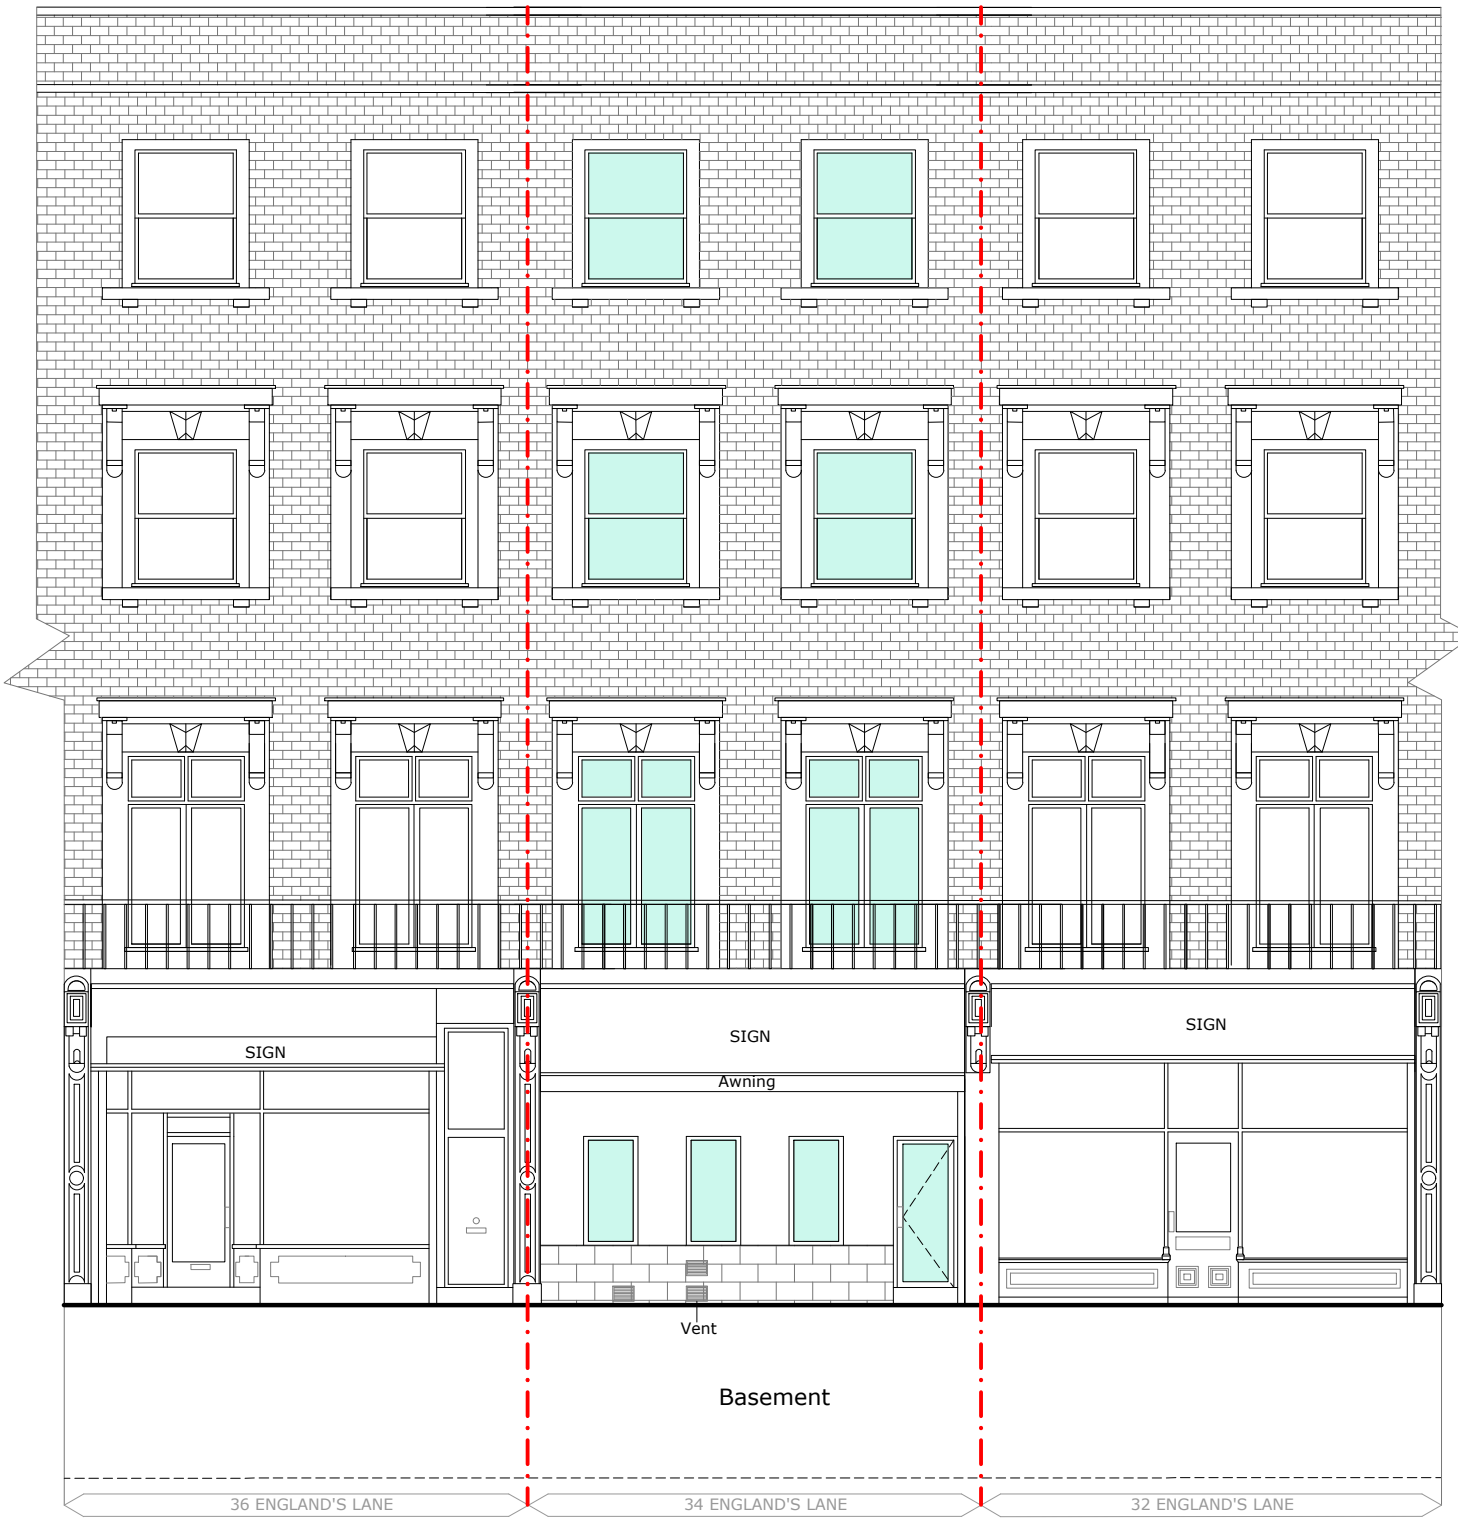 SIGN
SIGN
SIGN
Awning
Vent
Basement
36 ENGLAND'S LANE
34 ENGLAND'S LANE
32 ENGLAND'S LANE